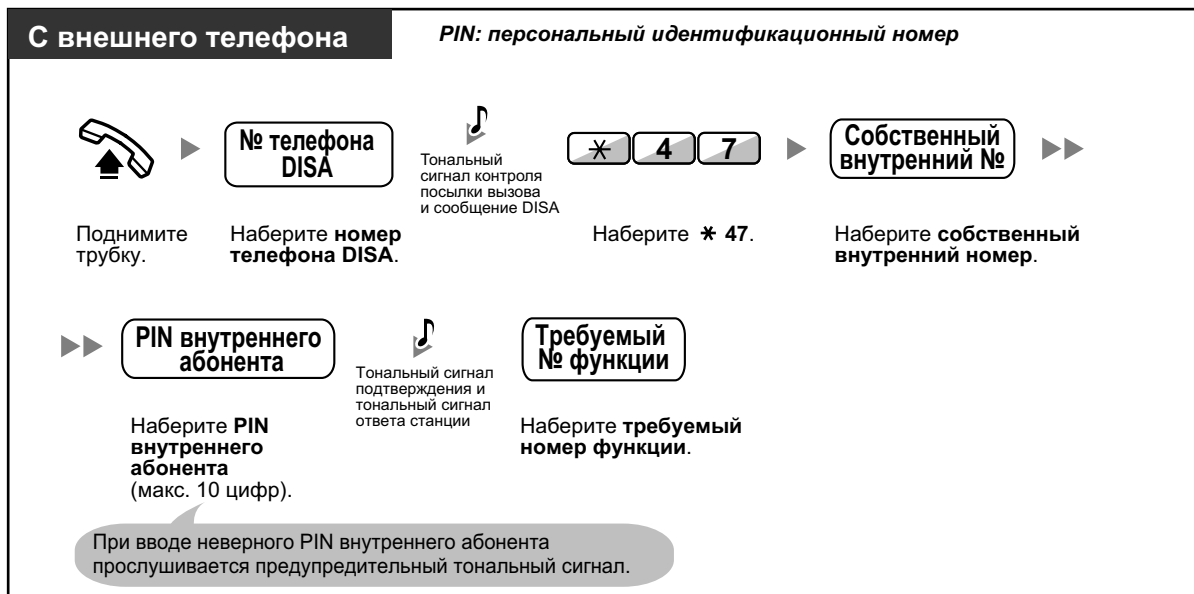 С внешнего телефона
PIN: персональный идентификационный номер
№ телефона
DISA
Тональный
сигнал контроля
посылки вызова
и сообщение DISA
* 4 7
Собственный
внутренний №
Поднимите
трубку.
Наберите номер
телефона DISA.
Наберите * 47.
Наберите собственный
внутренний номер.
PIN внутреннего
абонента
Тональный сигнал
подтверждения и
тональный сигнал
ответа станции
Требуемый
№ функции
Наберите PIN
внутреннего
абонента
(макс. 10 цифр).
Наберите требуемый
номер функции.
При вводе неверного PIN внутреннего абонента
прослушивается предупредительный тональный сигнал.